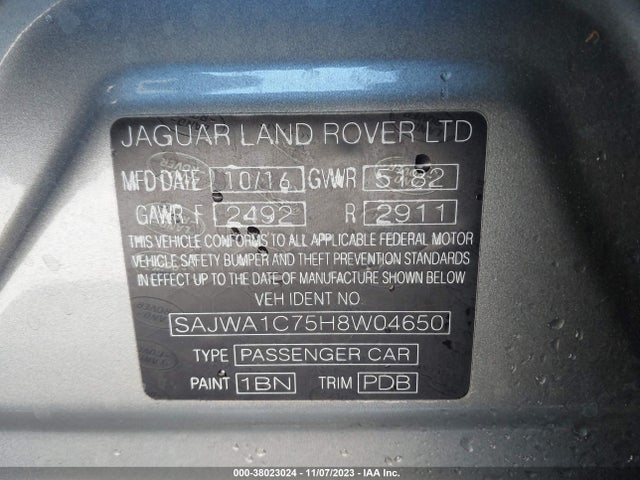 JAGUAR LAND ROVER LTD
MFD DATE 10/16 GVWR
GAWR F 2492 R 2911
THIS VEHICLE CONFORMS TO ALL APPLICABLE FEDERAL MOTOR
VEHICLE SAFETY BUMPER AND THEFT PREVENTION STANDARDS
IN EFFECT UP TO THE DATE OF MANUFACTURE SHOWN BELOW
VEH IDENT NO.
SAJWA1C75H8W04650
TYPE PASSENGER CAR
PAINT 1BN TRIM PDB
000-38023024 - 11/07/2023 - IAA Inc.